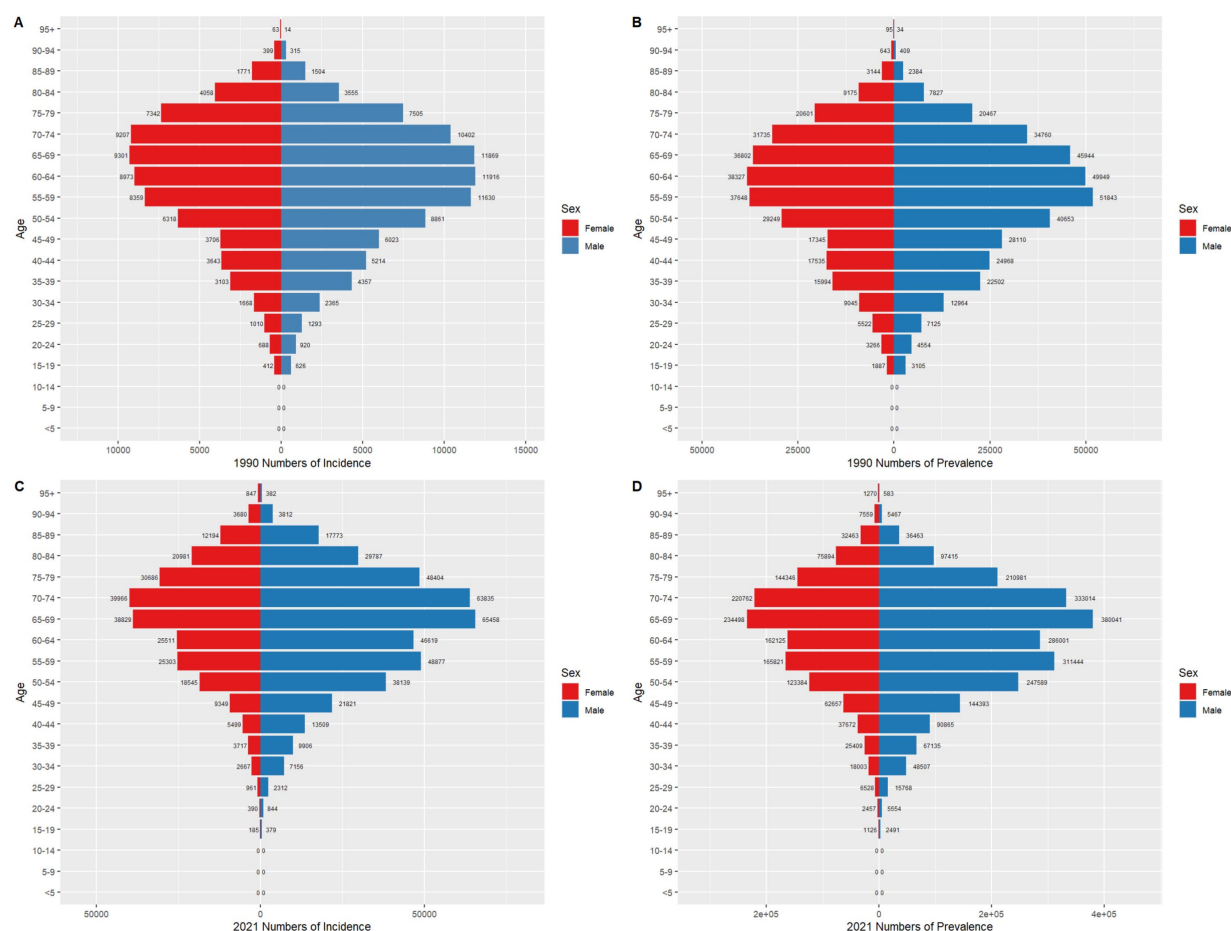 A
95+ 63 14
90-94 399 315
85-89 1771 1504
80-84 4058 3555
75-79 7342 7505
70-74 9207 10402
65-69 9301 11869
60-64 8973 11916
55-59 8359 11630
50-54 6318 8861
45-49 3706 6023
40-44 3643 5214
35-39 3103 4357
30-34 1668 2365
25-29 1010 1293
20-24 688 920
15-19 412 626
10-14 0 0
5-9 0 0
<5 0 0
Age
10000 5000 0 5000 10000 15000
1990 Numbers of Incidence
Sex
Female
Male
B
95+ 95 34
90-94 643 409
85-89 3144 2384
80-84 9175 7827
75-79 20601 20467
70-74 31735 34760
65-69 36802 45944
60-64 38327 49949
55-59 37648 51843
50-54 29249 40653
45-49 17345 28110
40-44 17535 24968
35-39 15994 22502
30-34 9045 12964
25-29 5522 7125
20-24 3266 4554
15-19 1887 3105
10-14 0 0
5-9 0 0
<5 0 0
Age
50000 25000 0 25000 50000
1990 Numbers of Prevalence
Sex
Female
Male
C
95+ 847 382
90-94 3680 3812
85-89 12194 17773
80-84 20981 29787
75-79 30686 48404
70-74 39966 63835
65-69 38829 65458
60-64 25511 46619
55-59 25303 48877
50-54 18545 38139
45-49 9349 21821
40-44 5499 13509
35-39 3717 9906
30-34 2667 7156
25-29 961 2312
20-24 390 844
15-19 185 379
10-14 0 0
5-9 0 0
<5 0 0
Age
50000 0 50000
2021 Numbers of Incidence
Sex
Female
Male
D
95+ 1270 583
90-94 7559 5467
85-89 32463 36463
80-84 75894 97415
75-79 144346 210981
70-74 220762 333014
65-69 234498 380041
60-64 162125 286001
55-59 165821 311444
50-54 123384 247589
45-49 62657 144393
40-44 37672 90865
35-39 25409 67135
30-34 18003 48507
25-29 6528 15768
20-24 2457 5554
15-19 1126 2491
10-14 0 0
5-9 0 0
<5 0 0
Age
2e+05 0 2e+05 4e+05
2021 Numbers of Prevalence
Sex
Female
Male